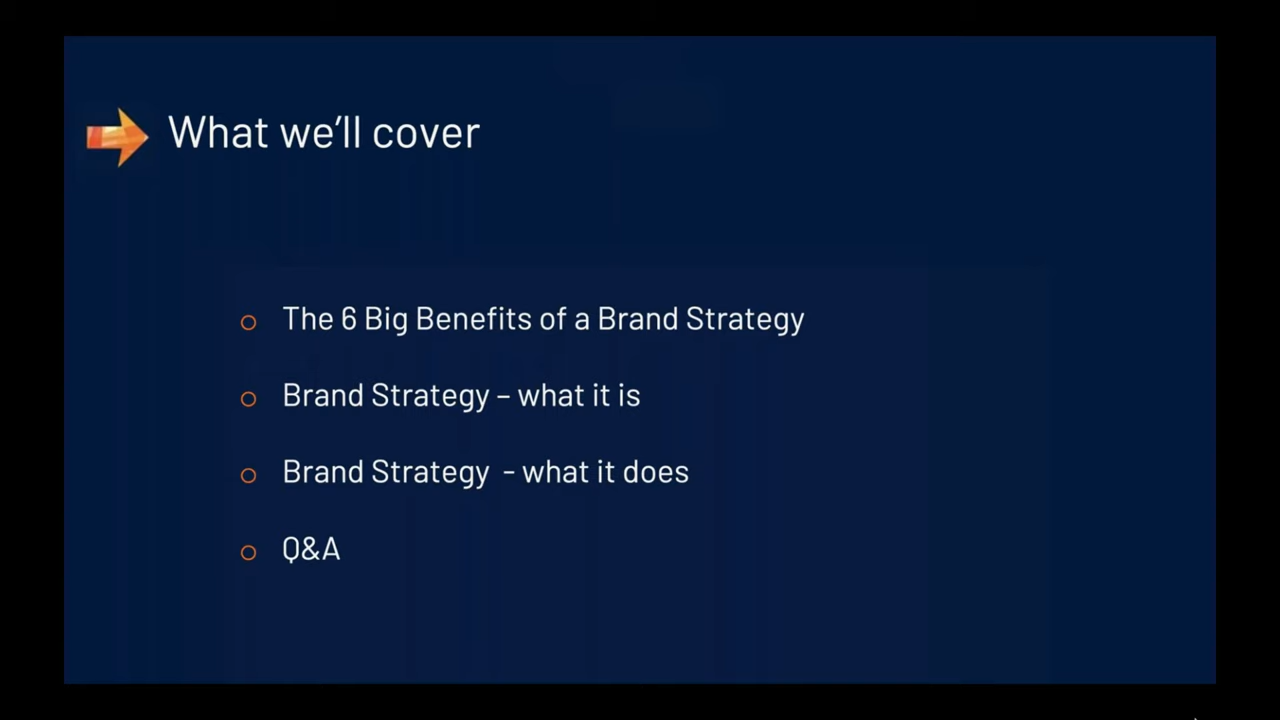 What we’ll cover
The 6 Big Benefits of a Brand Strategy
Brand Strategy – what it is
Brand Strategy - what it does
Q&A